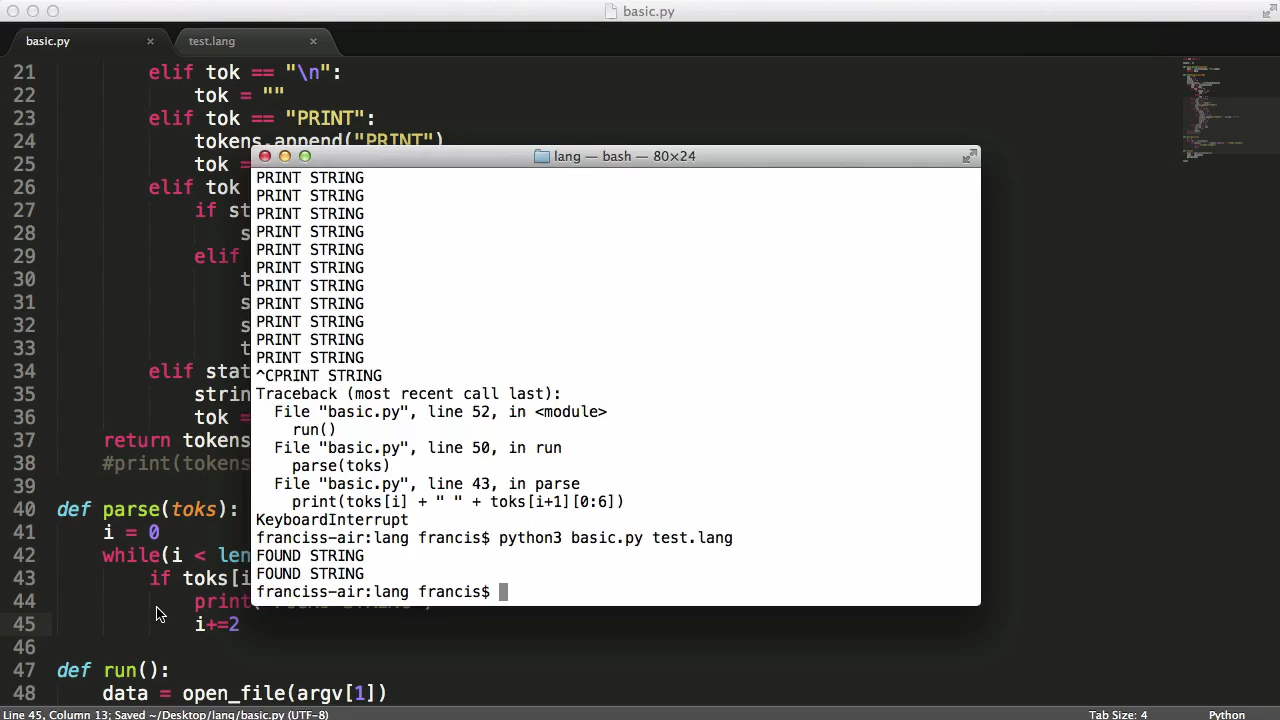 basic.py
basic.py × test.lang ×
21 elif tok == "\n":
22 tok = ""
23 elif tok == "PRINT":
24 tokens.append("PRINT")
25 tok =
26 elif tok
27 if st
28 s
29 elif
30 t
31 s
32 s
33 t
34 elif stat
35 strin
36 tok =
37 return tokens
38 #print(tokens
39
40 def parse(toks):
41 i = 0
42 while(i < len
43 if toks[i
44 print(
45 i+=2
46
47 def run():
48 data = open_file(argv[1])
lang — bash — 80×24
PRINT STRING
PRINT STRING
PRINT STRING
PRINT STRING
PRINT STRING
PRINT STRING
PRINT STRING
PRINT STRING
PRINT STRING
PRINT STRING
PRINT STRING
^CPRINT STRING
Traceback (most recent call last):
File "basic.py", line 52, in <module>
run()
File "basic.py", line 50, in run
parse(toks)
File "basic.py", line 43, in parse
print(toks[i] + " " + toks[i+1][0:6])
KeyboardInterrupt
franciss-air:lang francis$ python3 basic.py test.lang
FOUND STRING
FOUND STRING
franciss-air:lang francis$
Line 45, Column 13; Saved ~/Desktop/lang/basic.py (UTF-8) Tab Size: 4 Python